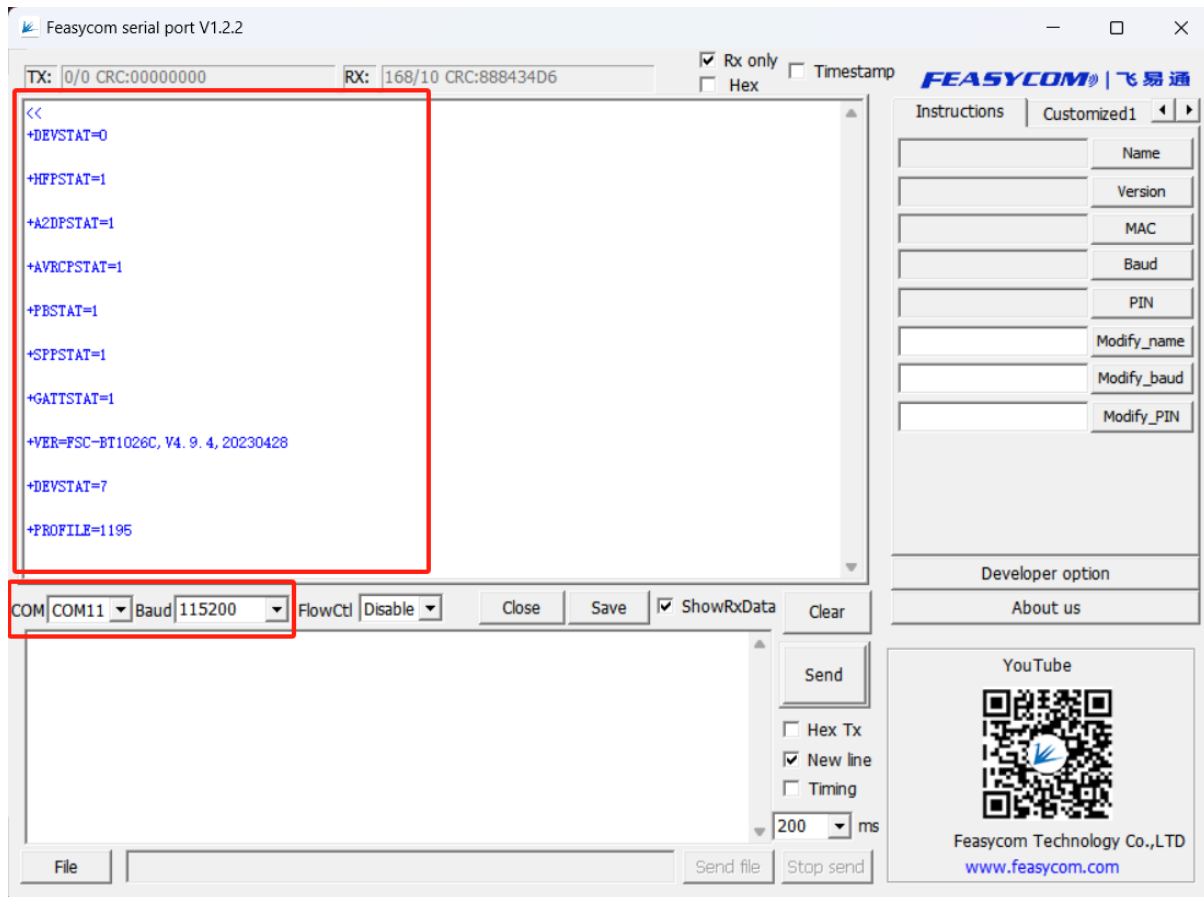 Feasycom serial port V1.2.2
TX: 0/0 CRC:00000000 RX: 168/10 CRC:888434D6
Rx only
Hex
Timestamp
FEASYCOM | 飞易通
<<
+DEVSTAT=0
+HFPSTAT=1
+A2DPSTAT=1
+AVRCPSTAT=1
+PBSTAT=1
+SPPSTAT=1
+GATTSTAT=1
+VER=FSC-BT1026C, V4.9.4, 20230428
+DEVSTAT=7
+PROFILE=1195
Instructions Customized1
Name
Version
MAC
Baud
PIN
Modify_name
Modify_baud
Modify_PIN
Developer option
About us
COM COM11 Baud 115200 FlowCtl Disable Close Save ShowRxData Clear
Send
Hex Tx
New line
Timing
200 ms
File Send file Stop send
YouTube
Feasycom Technology Co.,LTD
www.feasycom.com